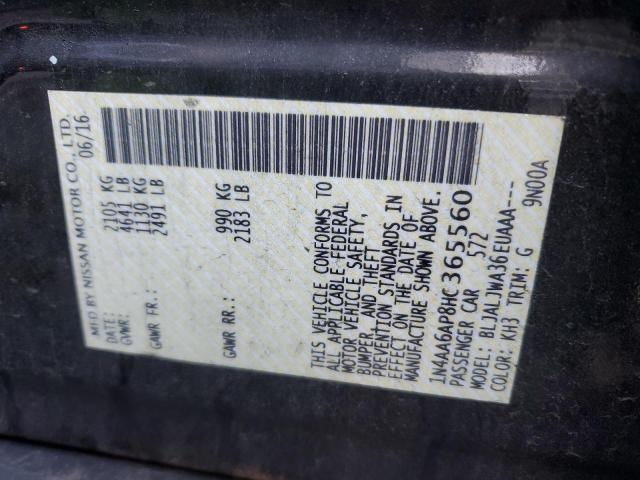 MFD BY NISSAN MOTOR CO., LTD.
DATE: 06/16
GVWR: 2105 KG
4641 LB
GAWR FR.: 1130 KG
2491 LB
GAWR RR.: 990 KG
2183 LB
THIS VEHICLE CONFORMS TO
ALL APPLICABLE FEDERAL
MOTOR VEHICLE SAFETY,
BUMPER, AND THEFT
PREVENTION STANDARDS IN
EFFECT ON THE DATE OF
MANUFACTURE SHOWN ABOVE.
1N4AA6AP8HC365560
PASSENGER CAR 572
MODEL: BLJALJWA36EUAAA---
COLOR: KH3 TRIM: G 9N00A